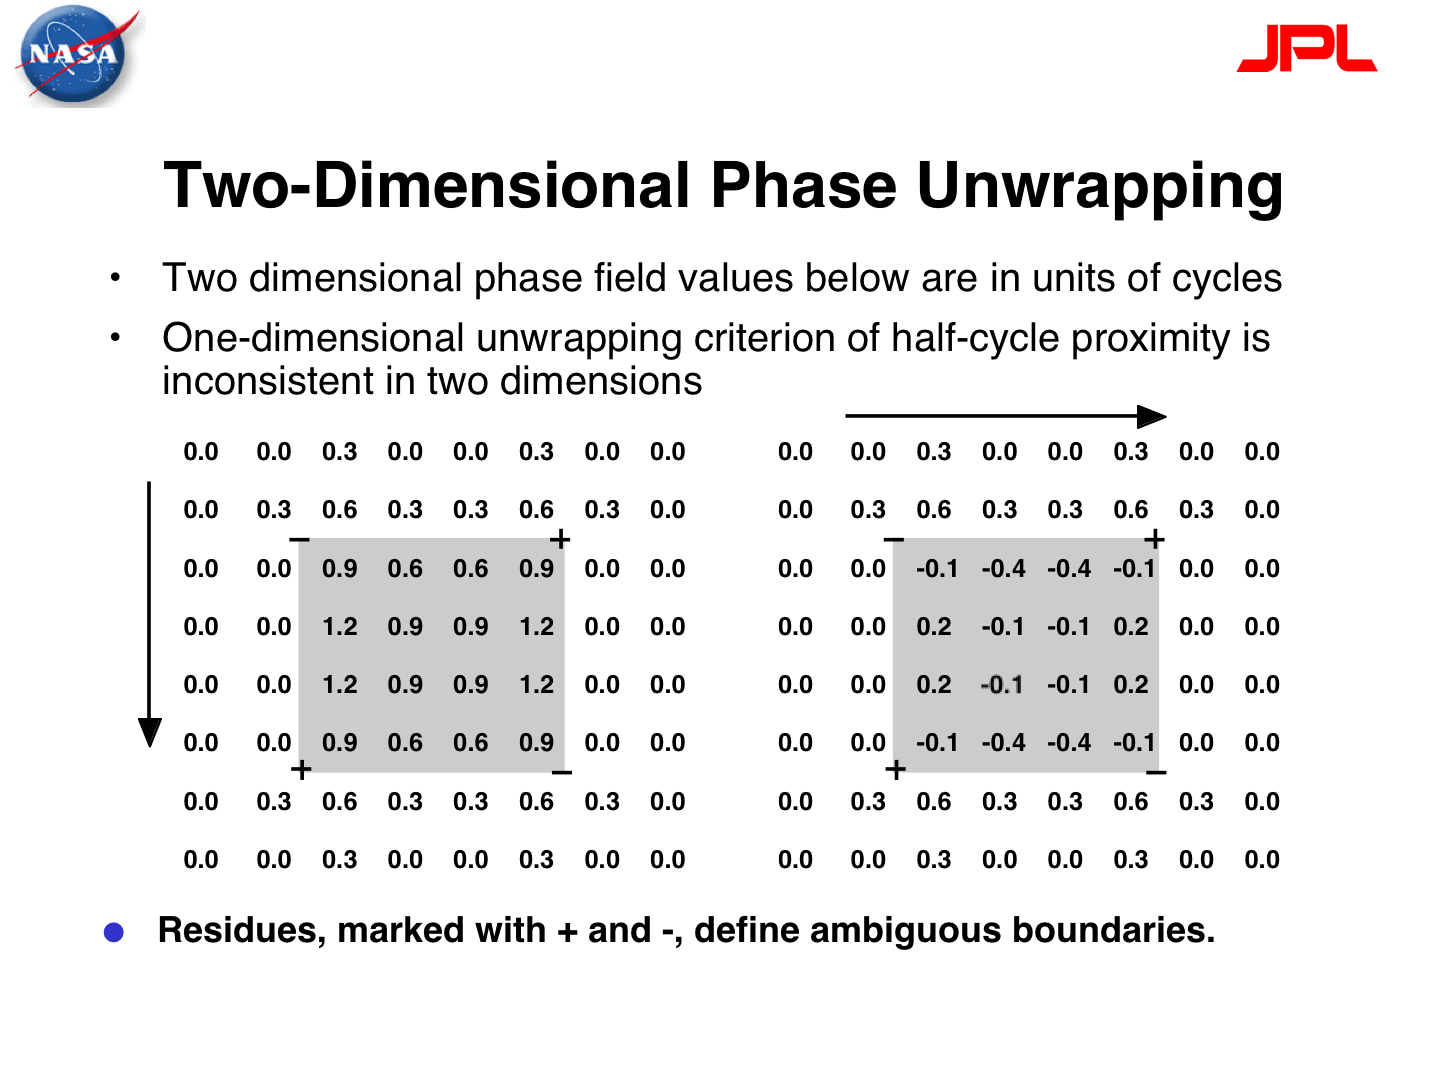 NASA
JPL
Two-Dimensional Phase Unwrapping
• Two dimensional phase field values below are in units of cycles
• One-dimensional unwrapping criterion of half-cycle proximity is
inconsistent in two dimensions
0.0 0.0 0.3 0.0 0.0 0.3 0.0 0.0
0.0 0.3 0.6 0.3 0.3 0.6 0.3 0.0
− +
0.0 0.0 0.9 0.6 0.6 0.9 0.0 0.0
0.0 0.0 1.2 0.9 0.9 1.2 0.0 0.0
0.0 0.0 1.2 0.9 0.9 1.2 0.0 0.0
0.0 0.0 0.9 0.6 0.6 0.9 0.0 0.0
+ −
0.0 0.3 0.6 0.3 0.3 0.6 0.3 0.0
0.0 0.0 0.3 0.0 0.0 0.3 0.0 0.0
0.0 0.0 0.3 0.0 0.0 0.3 0.0 0.0
0.0 0.3 0.6 0.3 0.3 0.6 0.3 0.0
− +
0.0 0.0 -0.1 -0.4 -0.4 -0.1 0.0 0.0
0.0 0.0 0.2 -0.1 -0.1 0.2 0.0 0.0
0.0 0.0 0.2 -0.1 -0.1 0.2 0.0 0.0
0.0 0.0 -0.1 -0.4 -0.4 -0.1 0.0 0.0
+ −
0.0 0.3 0.6 0.3 0.3 0.6 0.3 0.0
0.0 0.0 0.3 0.0 0.0 0.3 0.0 0.0
● Residues, marked with + and -, define ambiguous boundaries.